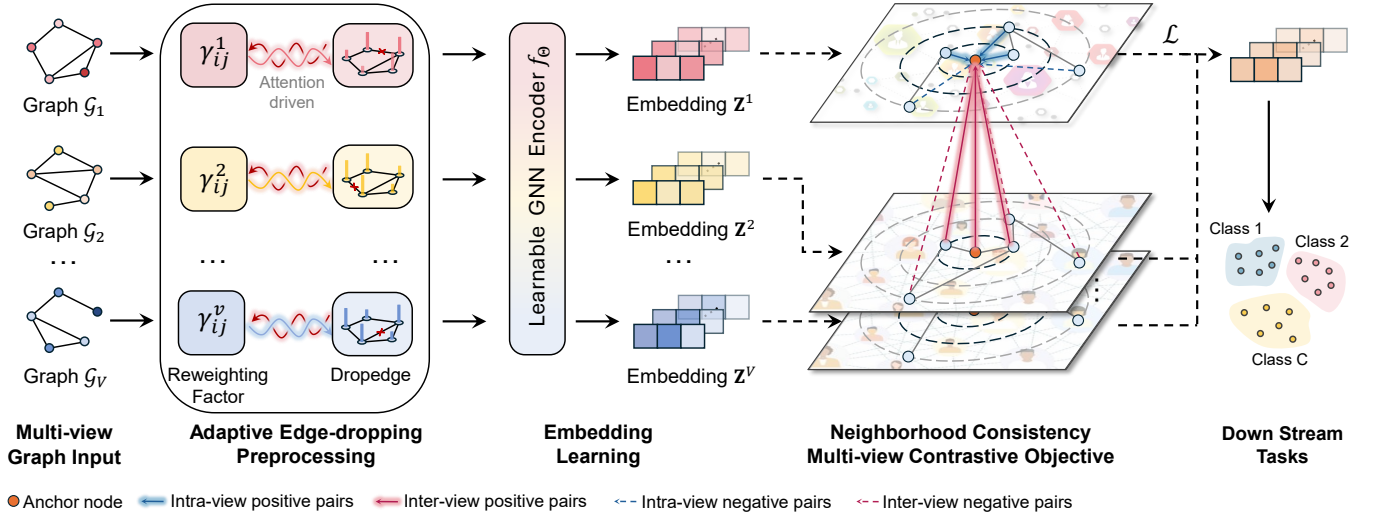 Graph 𝒢₁
γ¹ᵢⱼ
Attention
driven
Learnable GNN Encoder f_Θ
Embedding Z¹
ℒ
Graph 𝒢₂
γ²ᵢⱼ
Embedding Z²
...
...
...
...
⋮
Graph 𝒢_V
γᵛᵢⱼ
Reweighting
Factor
Dropedge
Embedding Z^V
Class 1
Class 2
Class C
Multi-view
Graph Input
Adaptive Edge-dropping
Preprocessing
Embedding
Learning
Neighborhood Consistency
Multi-view Contrastive Objective
Down Stream
Tasks
Anchor node
Intra-view positive pairs
Inter-view positive pairs
Intra-view negative pairs
Inter-view negative pairs